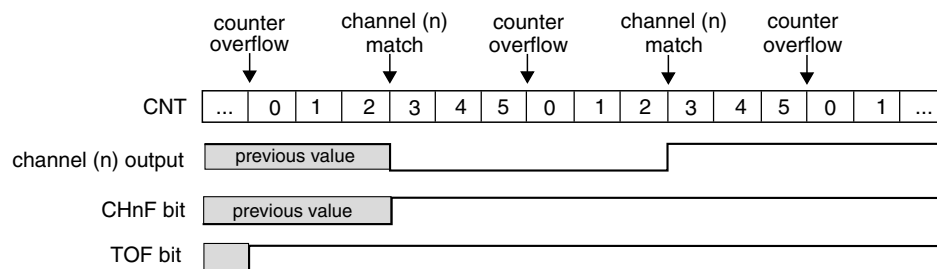 counter overflow
channel (n) match
counter overflow
channel (n) match
counter overflow
CNT ... 0 1 2 3 4 5 0 1 2 3 4 5 0 1 ...
channel (n) output previous value
CHnF bit previous value
TOF bit